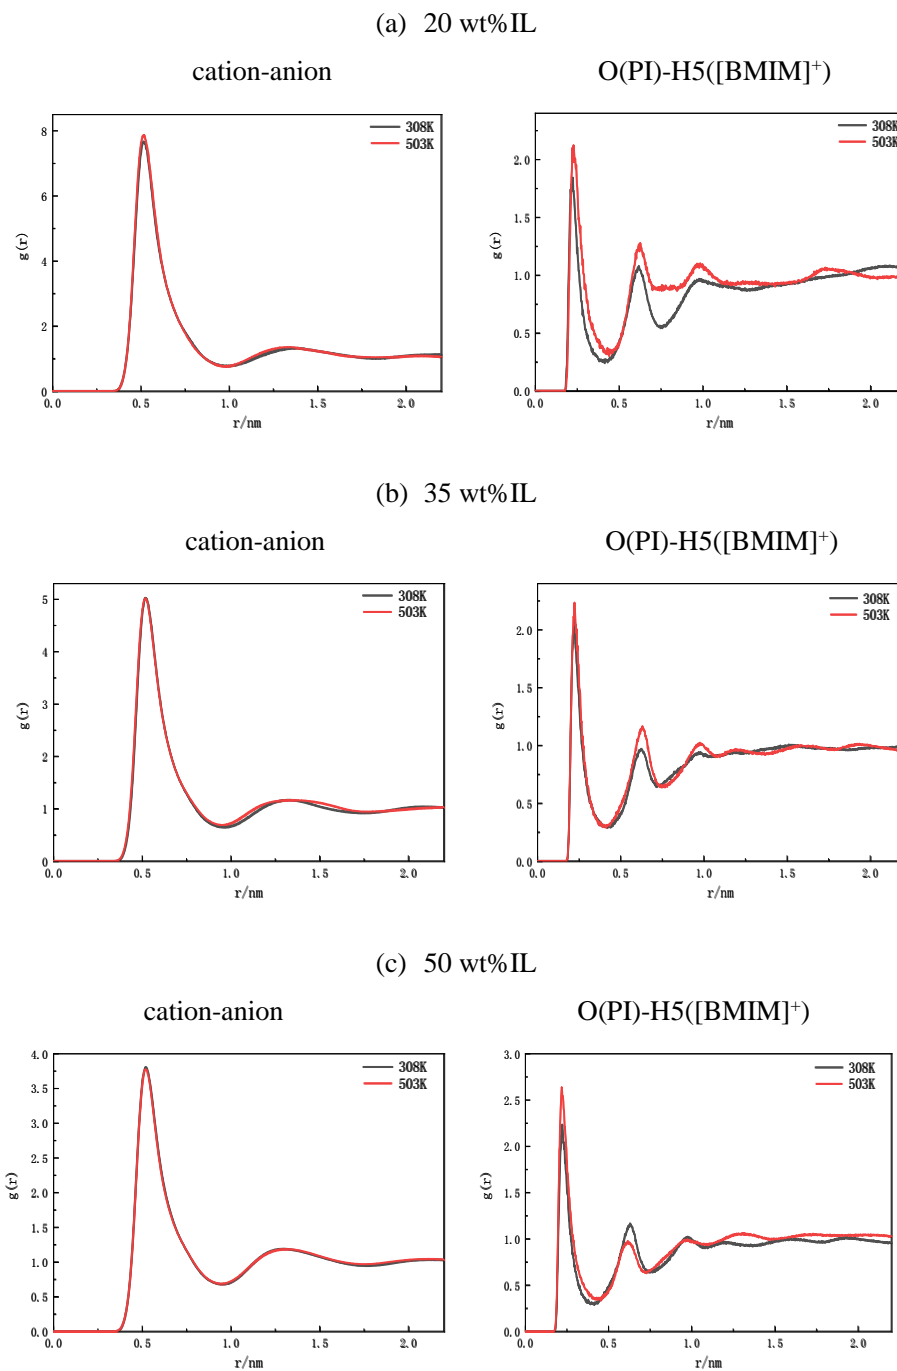 (a) 20 wt%IL
cation-anion
O(PI)-H5([BMIM]⁺)
308K
503K
g(r)
8
6
4
2
0
0.0 0.5 1.0 1.5 2.0
r/nm
308K
503K
g(r)
2.0
1.5
1.0
0.5
0.0
0.0 0.5 1.0 1.5 2.0
r/nm
(b) 35 wt%IL
cation-anion
O(PI)-H5([BMIM]⁺)
308K
503K
g(r)
5
4
3
2
1
0
0.0 0.5 1.0 1.5 2.0
r/nm
308K
503K
g(r)
2.0
1.5
1.0
0.5
0.0
0.0 0.5 1.0 1.5 2.0
r/nm
(c) 50 wt%IL
cation-anion
O(PI)-H5([BMIM]⁺)
308K
503K
g(r)
4.0
3.5
3.0
2.5
2.0
1.5
1.0
0.5
0.0
0.0 0.5 1.0 1.5 2.0
r/nm
308K
503K
g(r)
3.0
2.5
2.0
1.5
1.0
0.5
0.0
0.0 0.5 1.0 1.5 2.0
r/nm